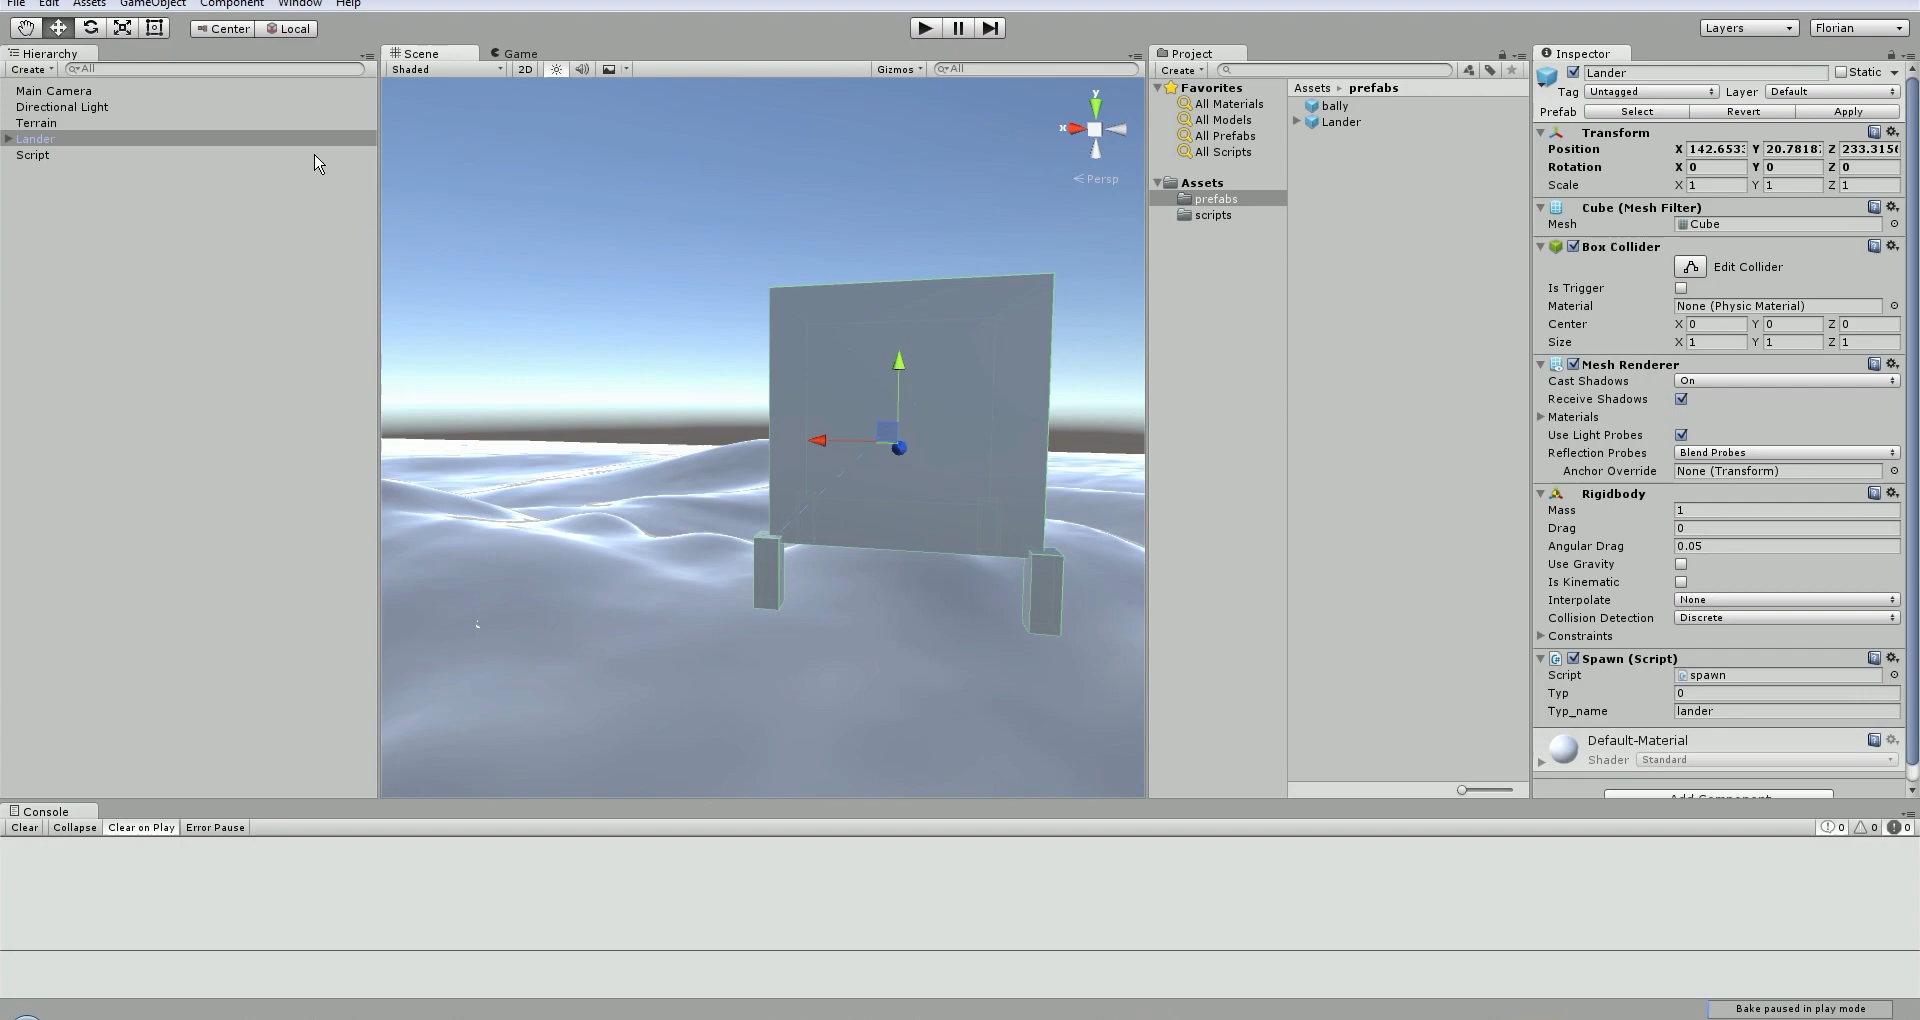 File Edit Assets GameObject Component Window Help
Center Local
Layers Florian
Hierarchy
Create All
Main Camera
Directional Light
Terrain
Lander
Script
Scene Game
Shaded 2D Gizmos All
y
x
Persp
Project
Create
Favorites
All Materials
All Models
All Prefabs
All Scripts
Assets
prefabs
scripts
Assets prefabs
bally
Lander
Inspector
Lander Static
Tag Untagged Layer Default
Prefab Select Revert Apply
Transform
Position X 142.653 Y 20.7818 Z 233.315
Rotation X 0 Y 0 Z 0
Scale X 1 Y 1 Z 1
Cube (Mesh Filter)
Mesh Cube
Box Collider
Edit Collider
Is Trigger
Material None (Physic Material)
Center X 0 Y 0 Z 0
Size X 1 Y 1 Z 1
Mesh Renderer
Cast Shadows On
Receive Shadows
Materials
Use Light Probes
Reflection Probes Blend Probes
Anchor Override None (Transform)
Rigidbody
Mass 1
Drag 0
Angular Drag 0.05
Use Gravity
Is Kinematic
Interpolate None
Collision Detection Discrete
Constraints
Spawn (Script)
Script spawn
Typ 0
Typ_name lander
Default-Material
Shader Standard
Add Component
Console
Clear Collapse Clear on Play Error Pause 0 0 0
Bake paused in play mode